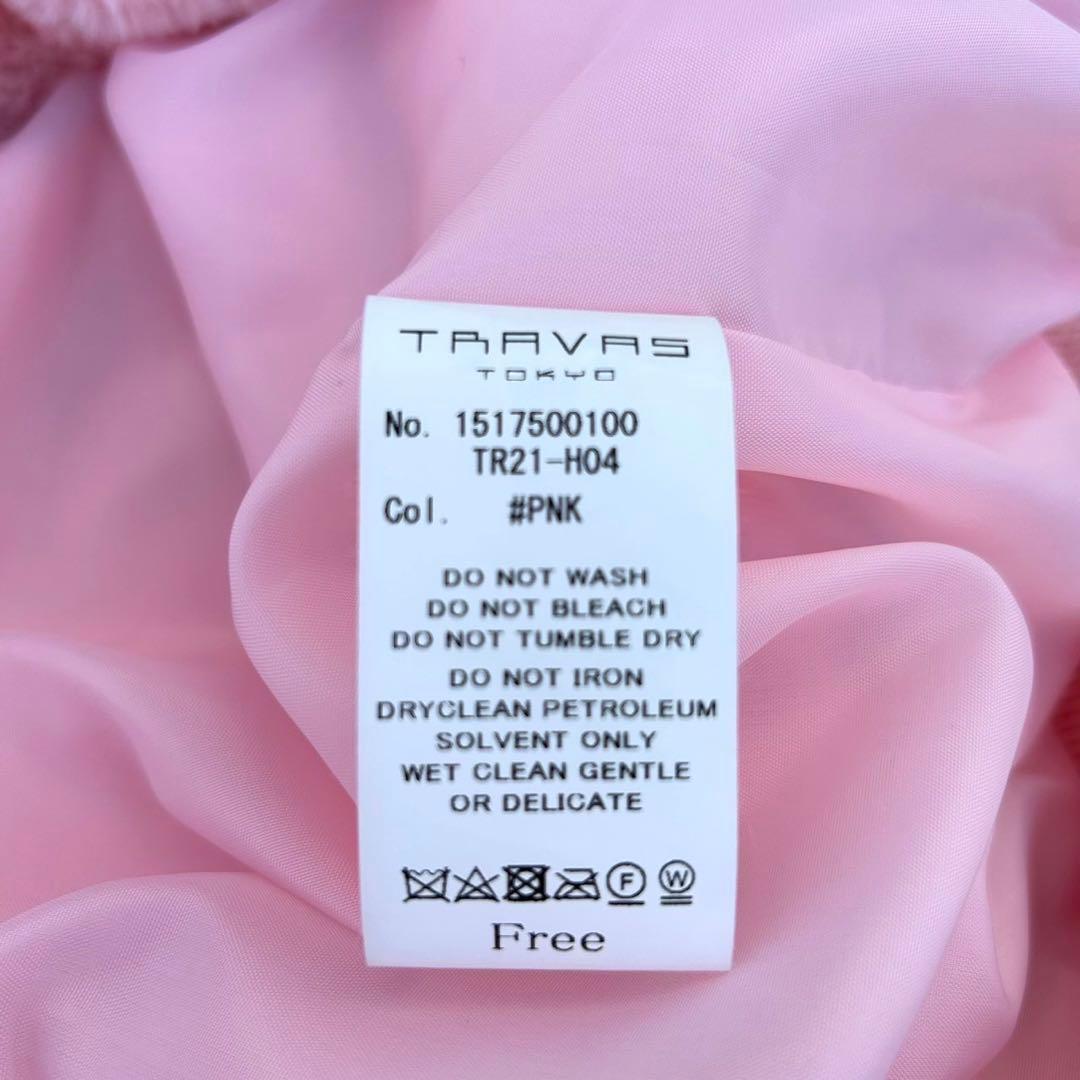 TRAVAS
TOKYO
No. 1517500100
TR21-H04
Col. #PNK
DO NOT WASH
DO NOT BLEACH
DO NOT TUMBLE DRY
DO NOT IRON
DRYCLEAN PETROLEUM
SOLVENT ONLY
WET CLEAN GENTLE
OR DELICATE
F W
Free